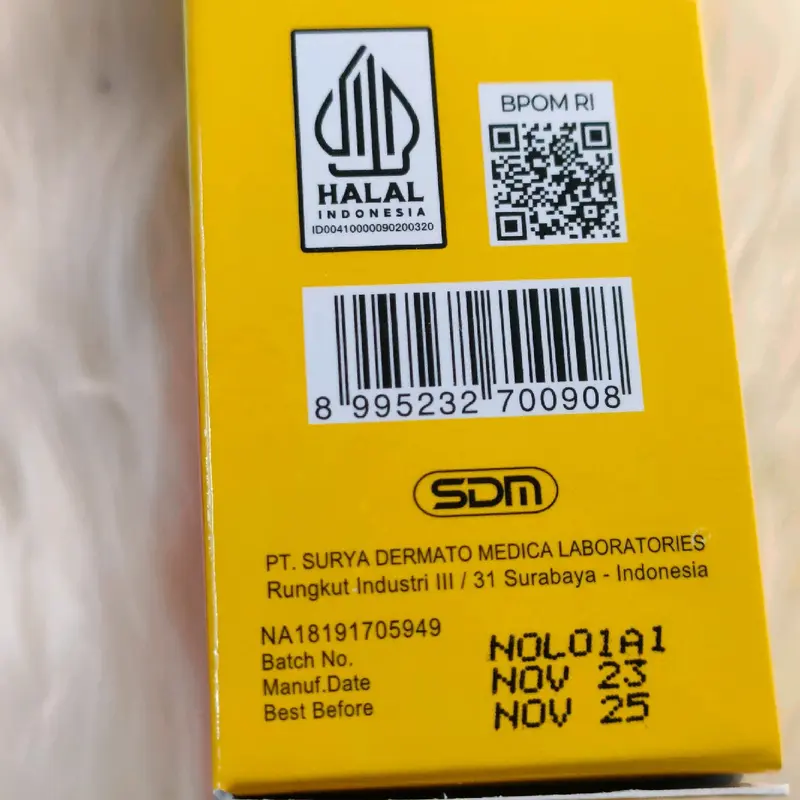 HALAL
INDONESIA
ID00410000090200320
BPOM RI
8 995232 700908
SDM
PT. SURYA DERMATO MEDICA LABORATORIES
Rungkut Industri III / 31 Surabaya - Indonesia
NA18191705949
Batch No. NOL01A1
Manuf.Date NOV 23
Best Before NOV 25